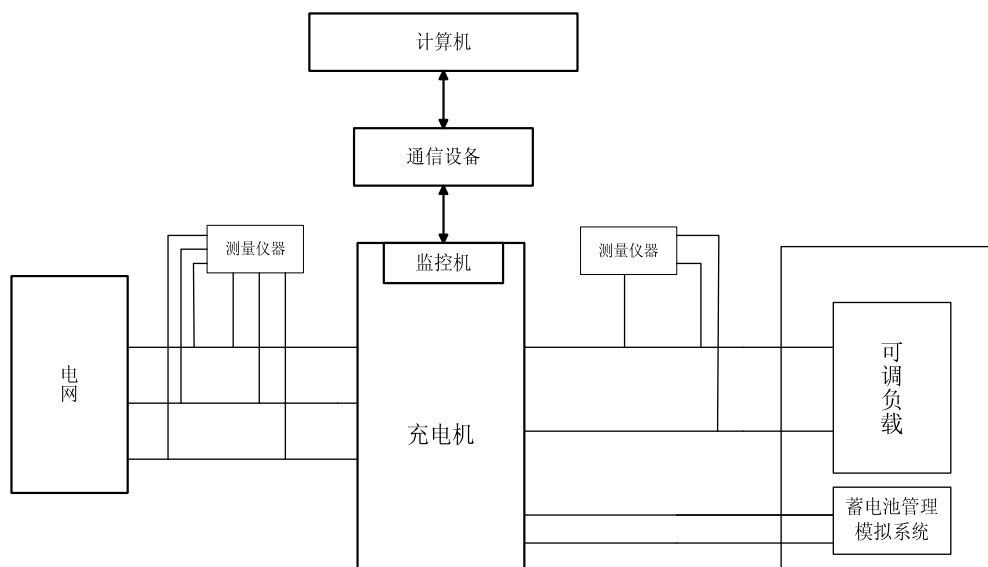 计算机
通信设备
测量仪器
监控机
测量仪器
电网
充电机
可调负载
蓄电池管理
模拟系统